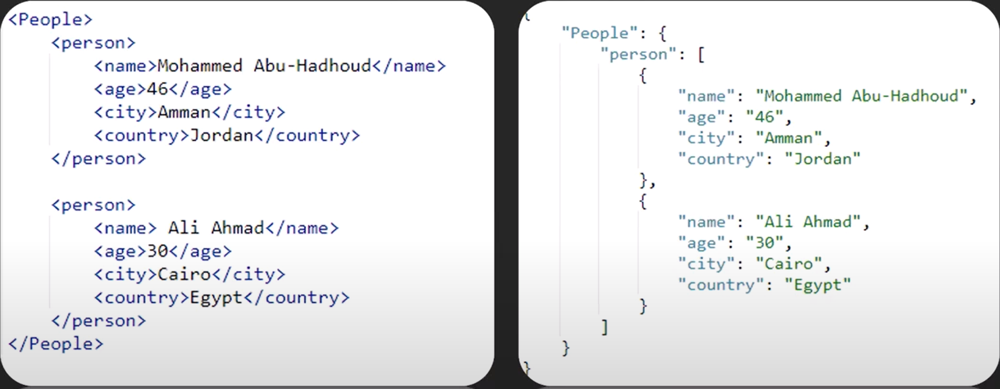 <People>
    <person>
        <name>Mohammed Abu-Hadhoud</name>
        <age>46</age>
        <city>Amman</city>
        <country>Jordan</country>
    </person>

    <person>
        <name> Ali Ahmad</name>
        <age>30</age>
        <city>Cairo</city>
        <country>Egypt</country>
    </person>
</People>
{
    "People": {
        "person": [
            {
                "name": "Mohammed Abu-Hadhoud",
                "age": "46",
                "city": "Amman",
                "country": "Jordan"
            },
            {
                "name": "Ali Ahmad",
                "age": "30",
                "city": "Cairo",
                "country": "Egypt"
            }
        ]
    }
}